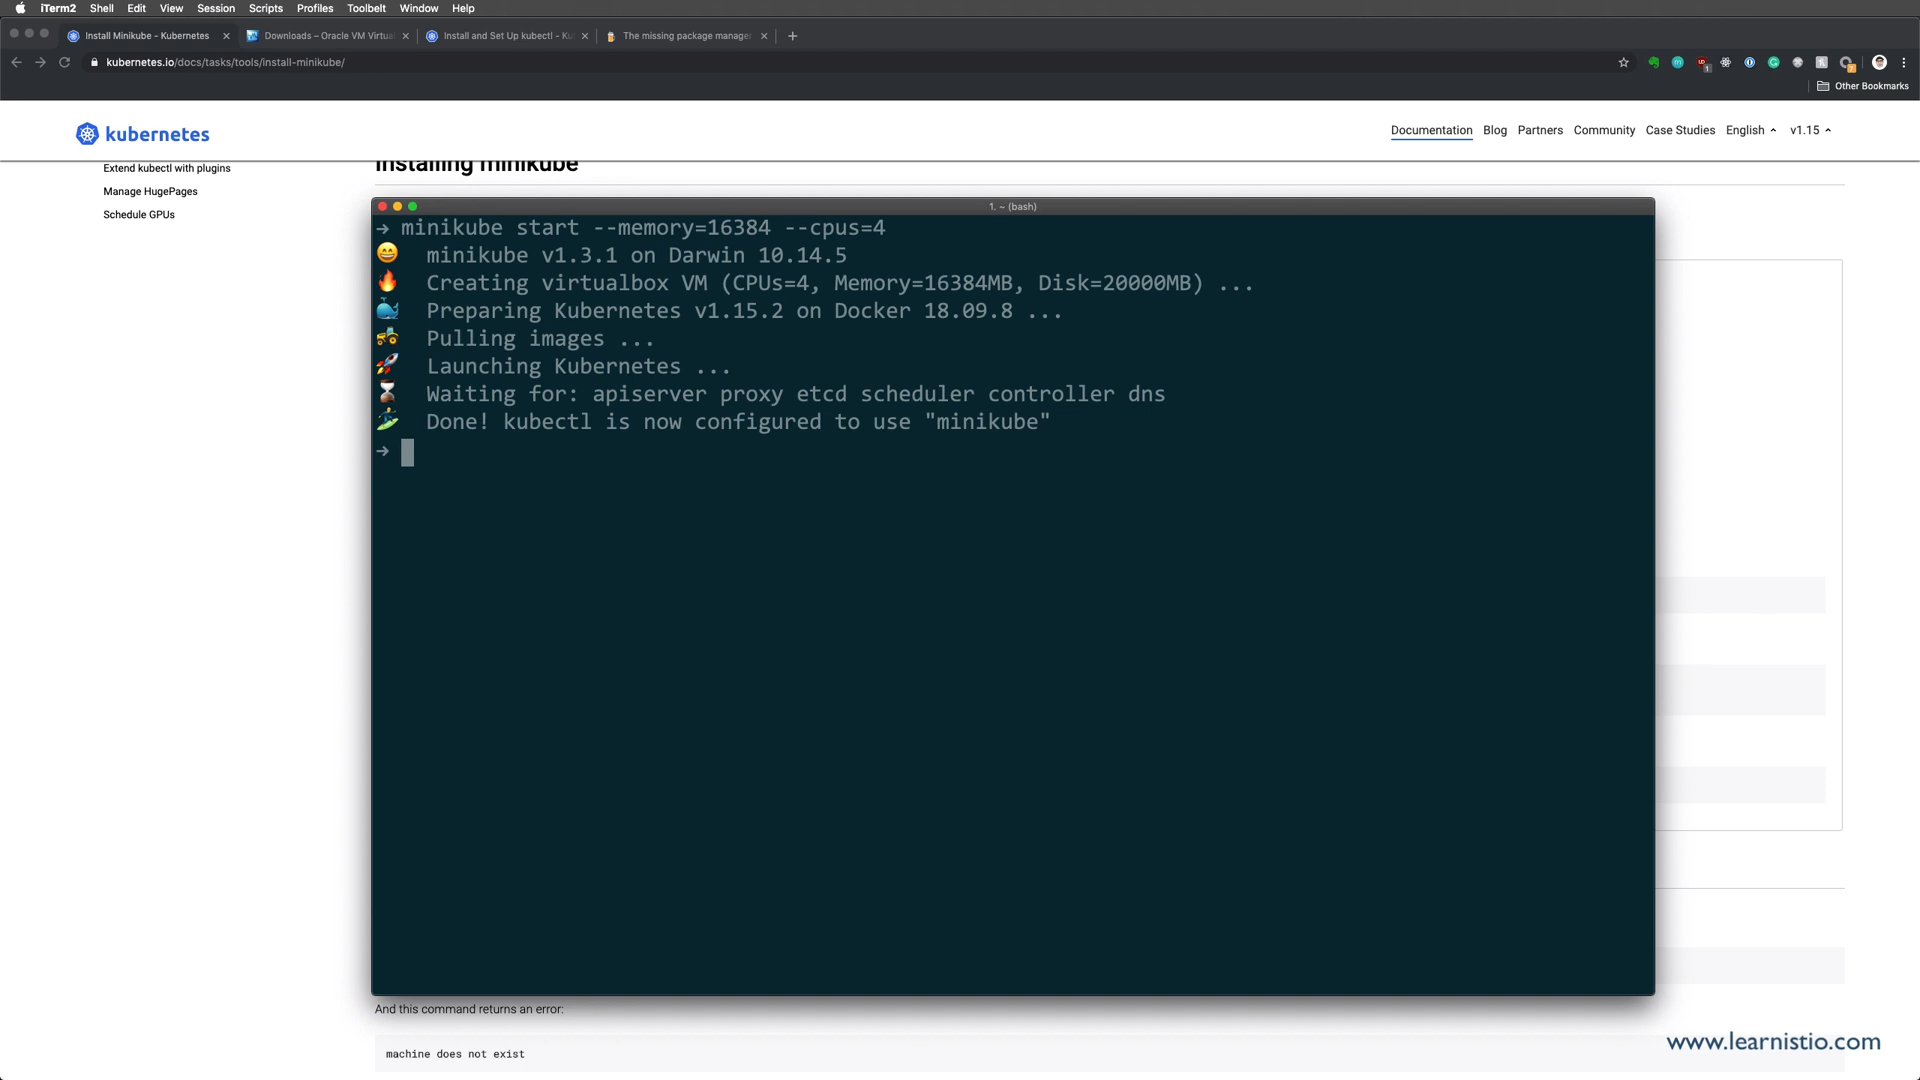 iTerm2 Shell Edit View Session Scripts Profiles Toolbelt Window Help
Install Minikube - Kubernetes
Downloads – Oracle VM Virtua
Install and Set Up kubectl - Ku
The missing package manager
kubernetes.io/docs/tasks/tools/install-minikube/
Other Bookmarks
kubernetes
Documentation Blog Partners Community Case Studies English v1.15
Extend kubectl with plugins
Manage HugePages
Schedule GPUs
Installing minikube
1. ~ (bash)
→ minikube start --memory=16384 --cpus=4
😄 minikube v1.3.1 on Darwin 10.14.5
🔥 Creating virtualbox VM (CPUs=4, Memory=16384MB, Disk=20000MB) ...
🐳 Preparing Kubernetes v1.15.2 on Docker 18.09.8 ...
🚜 Pulling images ...
🚀 Launching Kubernetes ...
⌛ Waiting for: apiserver proxy etcd scheduler controller dns
🏄 Done! kubectl is now configured to use "minikube"
→
And this command returns an error:
machine does not exist
www.learnistio.com